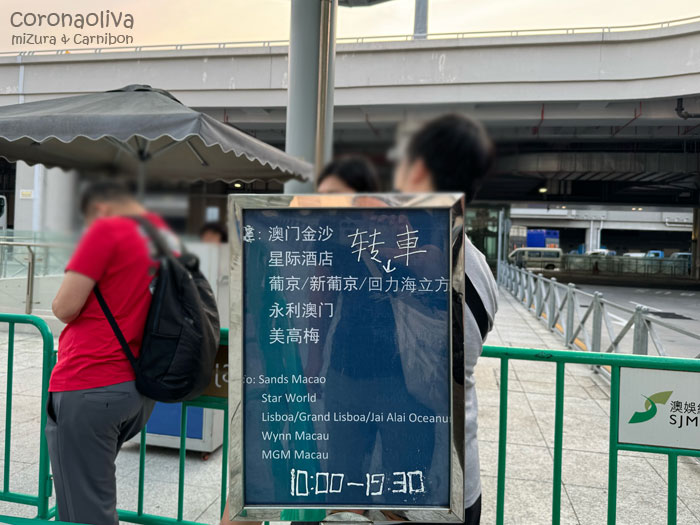 coronaoliva
miZura & Carnibon
: 澳门金沙
星际酒店
葡京/新葡京/回力海立方
永利澳门
美高梅
转車
o: Sands Macao
Star World
Lisboa/Grand Lisboa/Jai Alai Oceanu
Wynn Macau
MGM Macau
10:00-19:30
澳娛
SJM